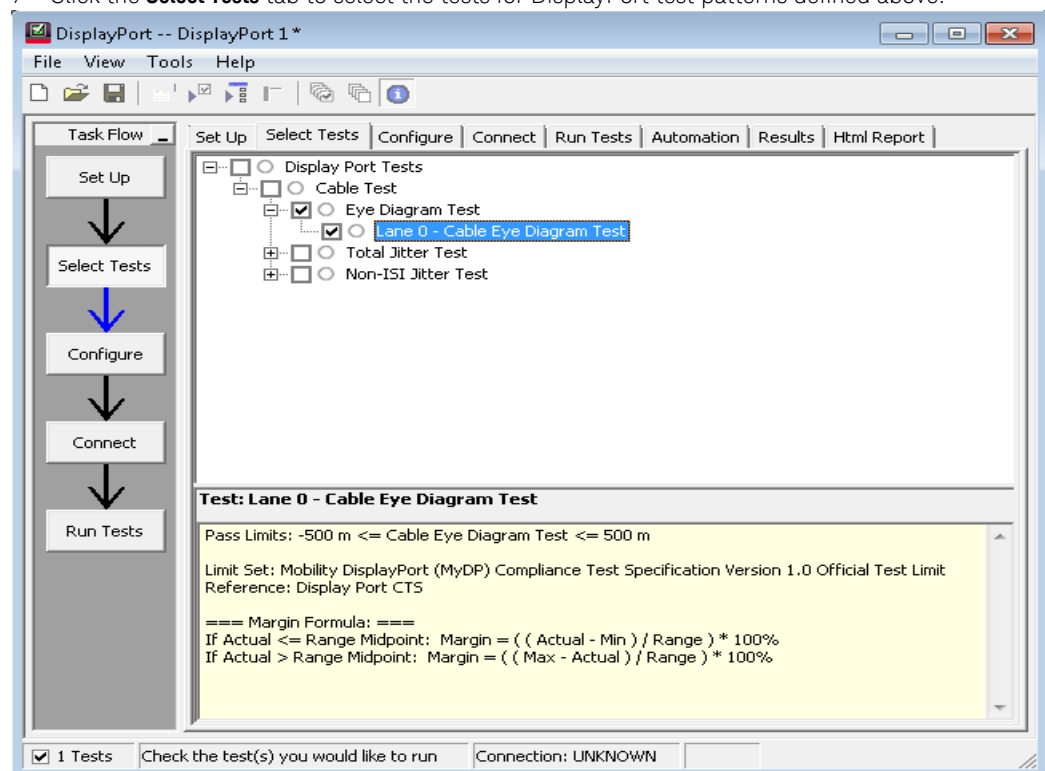 Click the Select Tests tab to select the tests for DisplayPort test patterns defined above.
DisplayPort -- DisplayPort 1 *
File View Tools Help
Task Flow
Set Up
Select Tests
Configure
Connect
Run Tests
Set Up Select Tests Configure Connect Run Tests Automation Results Html Report
Display Port Tests
Cable Test
Eye Diagram Test
Lane 0 - Cable Eye Diagram Test
Total Jitter Test
Non-ISI Jitter Test
Test: Lane 0 - Cable Eye Diagram Test
Pass Limits: -500 m <= Cable Eye Diagram Test <= 500 m
Limit Set: Mobility DisplayPort (MyDP) Compliance Test Specification Version 1.0 Official Test Limit
Reference: Display Port CTS
=== Margin Formula: ===
If Actual <= Range Midpoint: Margin = ( ( Actual - Min ) / Range ) * 100%
If Actual > Range Midpoint: Margin = ( ( Max - Actual ) / Range ) * 100%
1 Tests Check the test(s) you would like to run Connection: UNKNOWN